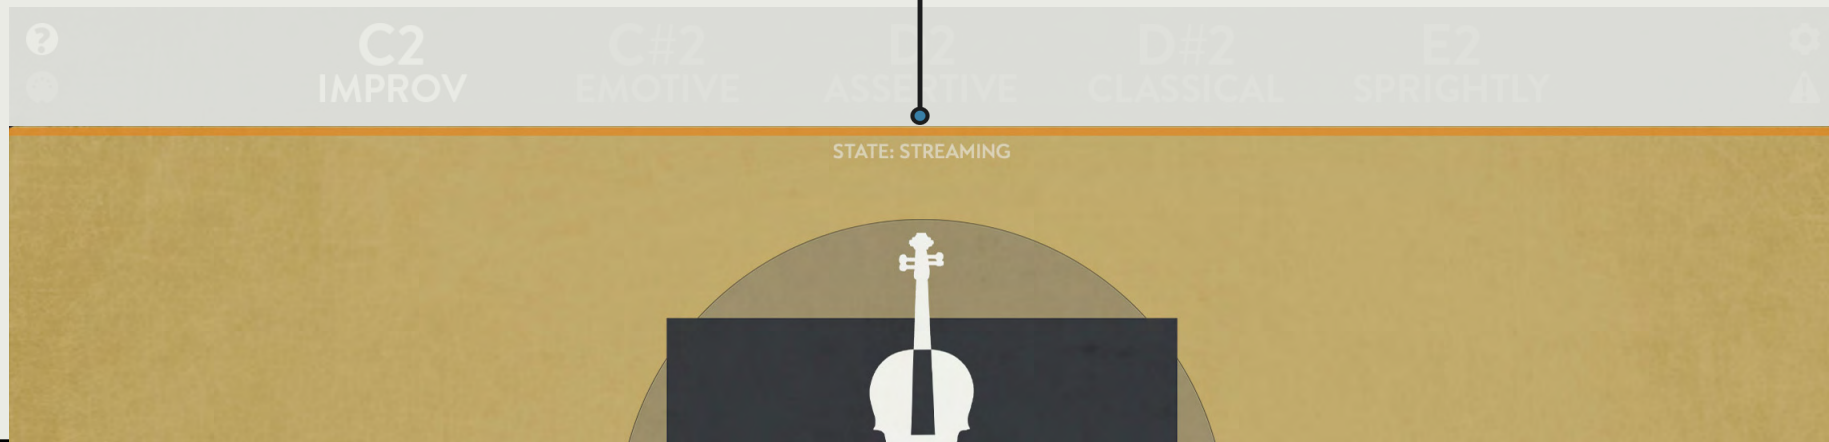 C2 C#2 D2 D#2 E2
IMPROV EMOTIVE ASSERTIVE CLASSICAL SPRIGHTLY
STATE: STREAMING